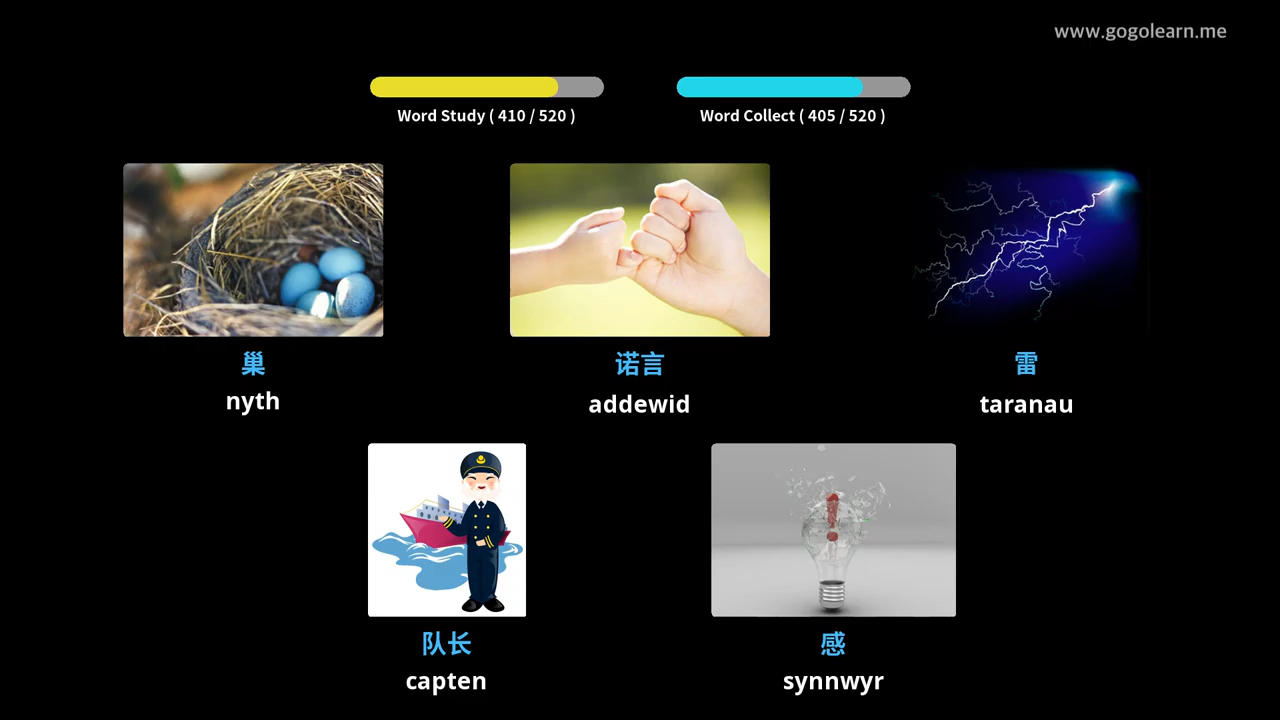 www.gogolearn.me
Word Study ( 410 / 520 )
Word Collect ( 405 / 520 )
巢
nyth
诺言
addewid
雷
taranau
队长
capten
感
synnwyr